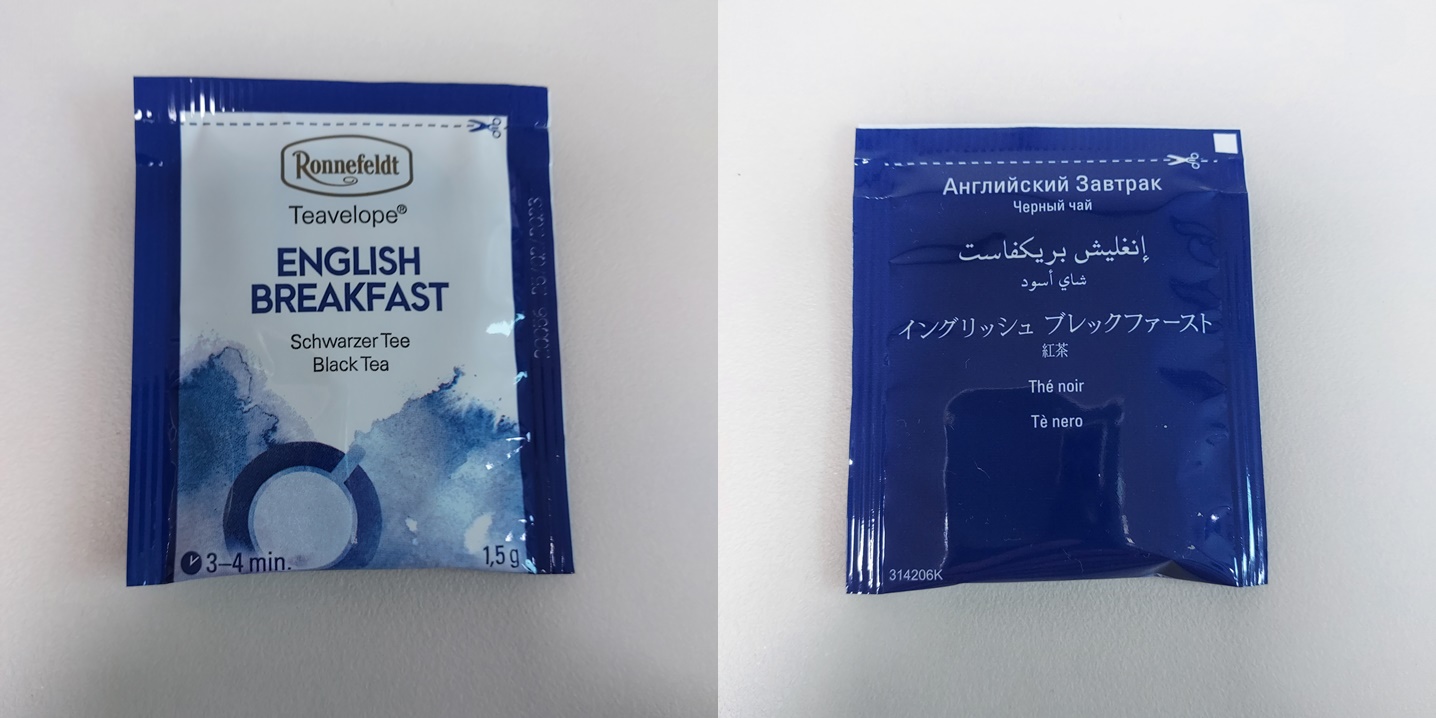 Ronnefeldt
Teavelope®
ENGLISH
BREAKFAST
Schwarzer Tee
Black Tea
3–4 min.
1,5 g
Английский Завтрак
Черный чай
إنغليش بريكفاست
شاي أسود
イングリッシュ ブレックファースト
紅茶
Thé noir
Tè nero
314206K